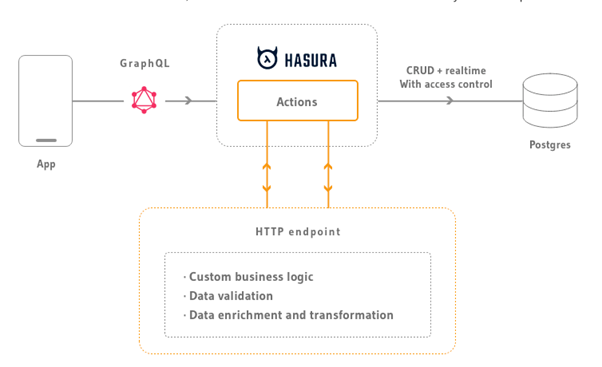 GraphQL
HASURA
CRUD + realtime
With access control
Actions
App
Postgres
HTTP endpoint
· Custom business logic
· Data validation
· Data enrichment and transformation